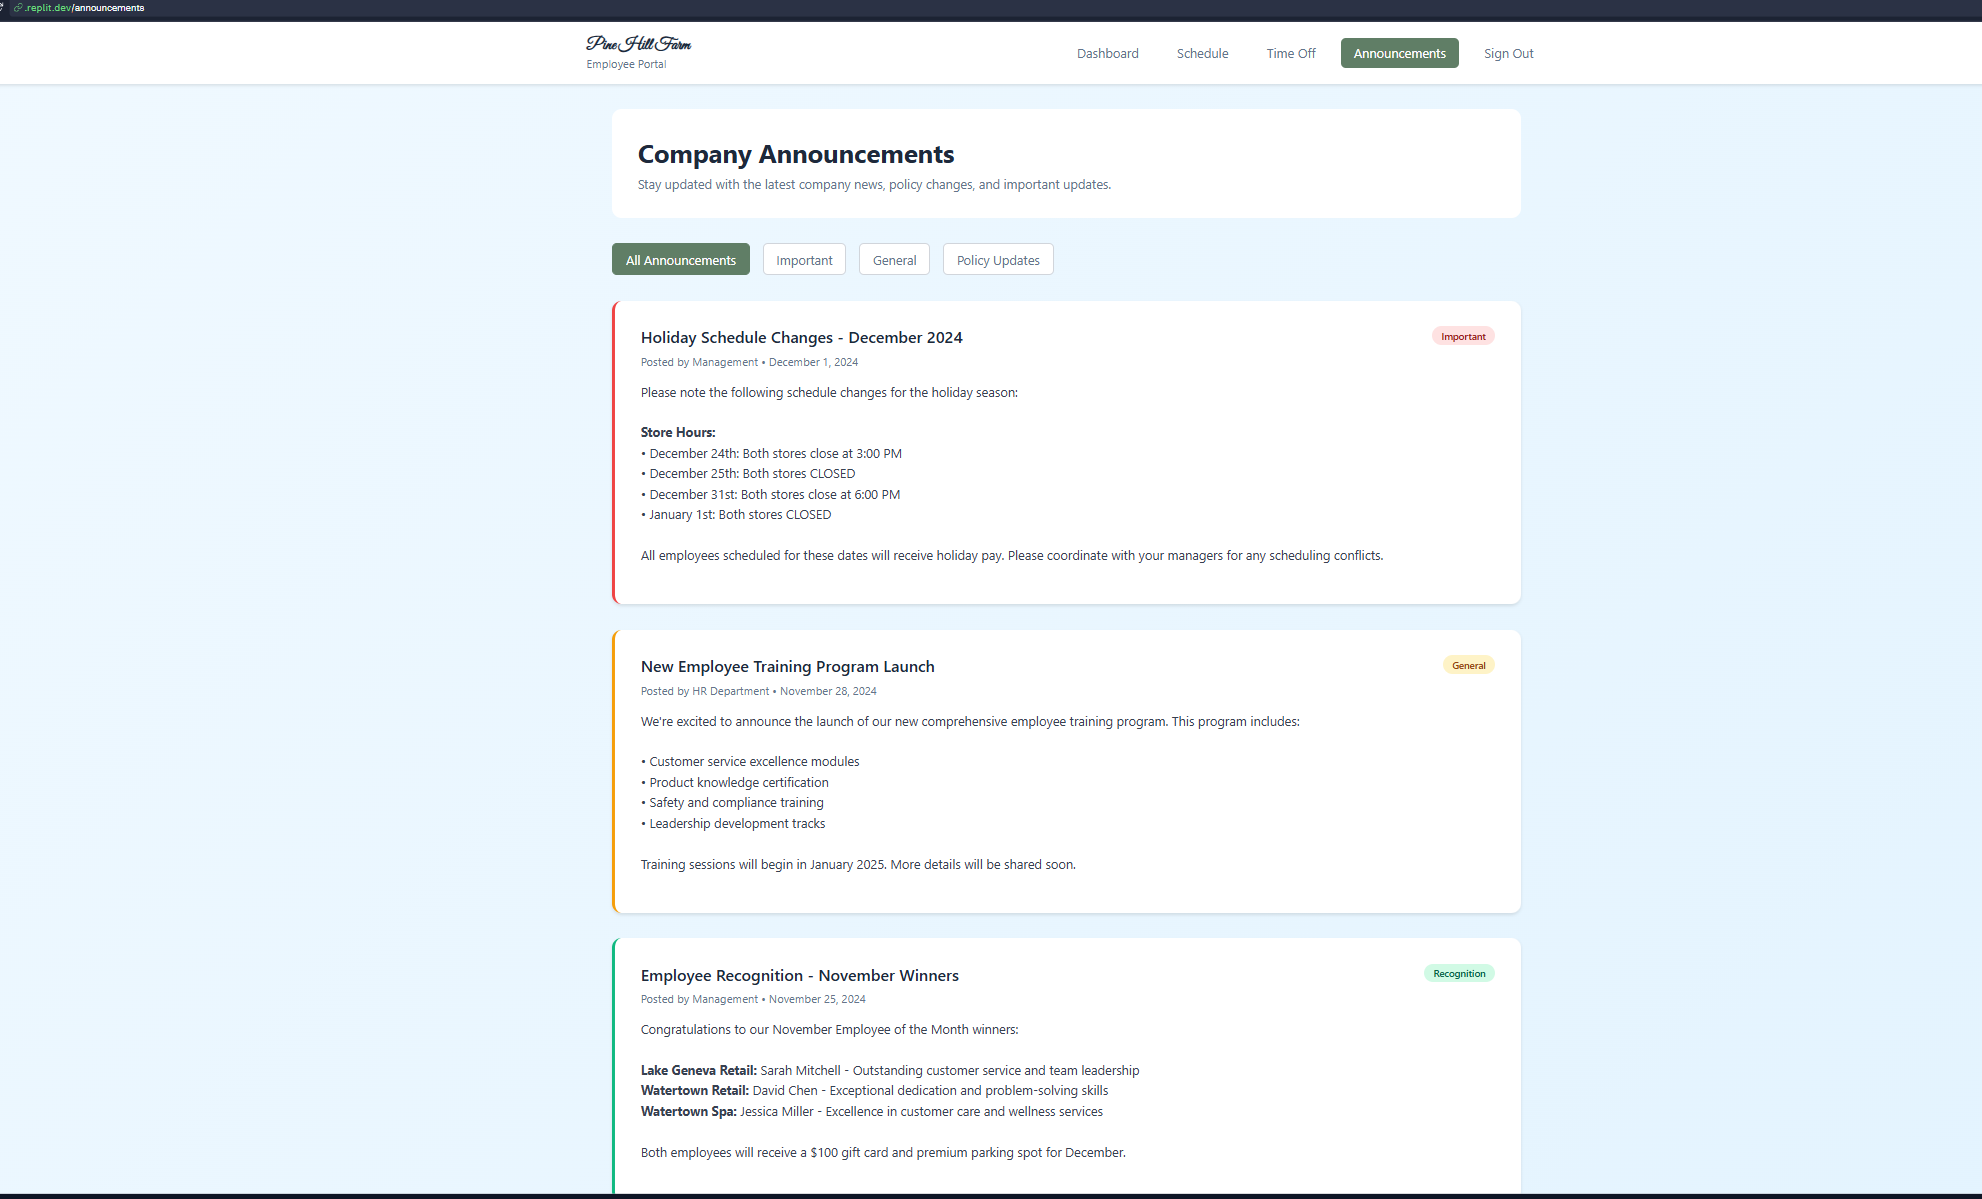 .replit.dev/announcements
Pine Hill Farm
Employee Portal
Dashboard
Schedule
Time Off
Announcements
Sign Out
Company Announcements
Stay updated with the latest company news, policy changes, and important updates.
All Announcements
Important
General
Policy Updates
Holiday Schedule Changes - December 2024
Important
Posted by Management • December 1, 2024
Please note the following schedule changes for the holiday season:
Store Hours:
• December 24th: Both stores close at 3:00 PM
• December 25th: Both stores CLOSED
• December 31st: Both stores close at 6:00 PM
• January 1st: Both stores CLOSED
All employees scheduled for these dates will receive holiday pay. Please coordinate with your managers for any scheduling conflicts.
New Employee Training Program Launch
General
Posted by HR Department • November 28, 2024
We're excited to announce the launch of our new comprehensive employee training program. This program includes:
• Customer service excellence modules
• Product knowledge certification
• Safety and compliance training
• Leadership development tracks
Training sessions will begin in January 2025. More details will be shared soon.
Employee Recognition - November Winners
Recognition
Posted by Management • November 25, 2024
Congratulations to our November Employee of the Month winners:
Lake Geneva Retail: Sarah Mitchell - Outstanding customer service and team leadership
Watertown Retail: David Chen - Exceptional dedication and problem-solving skills
Watertown Spa: Jessica Miller - Excellence in customer care and wellness services
Both employees will receive a $100 gift card and premium parking spot for December.